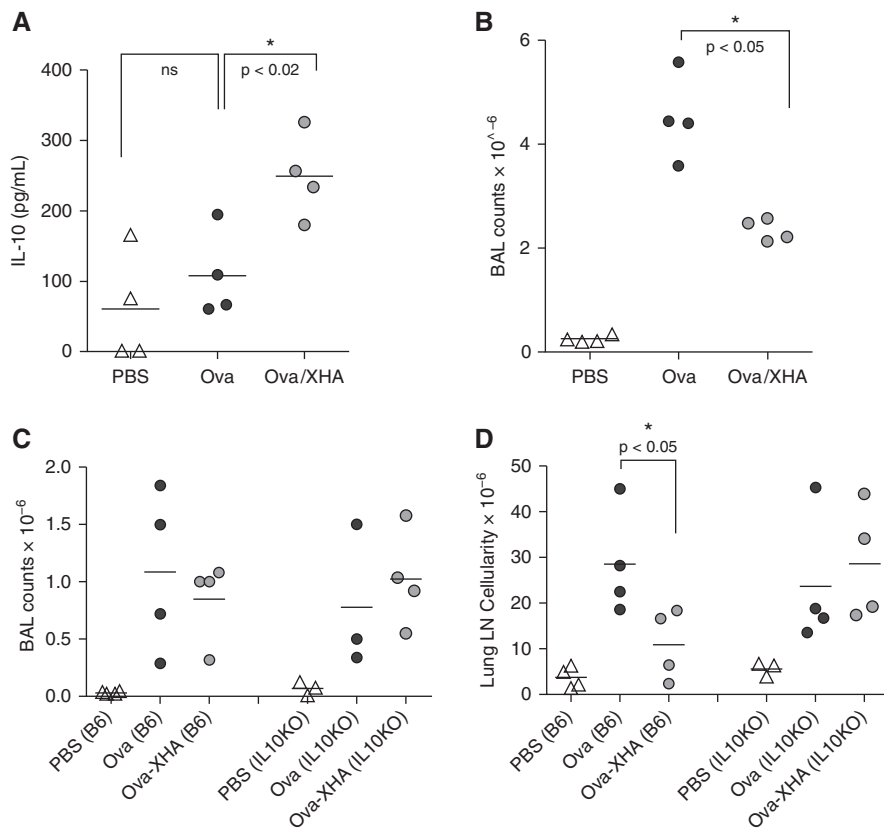 A
*
ns
p < 0.02
400
300
200
100
0
IL-10 (pg/mL)
PBS
Ova
Ova/XHA
B
*
p < 0.05
6
4
2
0
BAL counts × 10^-6
PBS
Ova
Ova/XHA
C
2.0
1.5
1.0
0.5
0.0
BAL counts × 10⁻⁶
PBS (B6)
Ova (B6)
Ova-XHA (B6)
PBS (IL10KO)
Ova (IL10KO)
Ova-XHA (IL10KO)
D
*
p < 0.05
50
40
30
20
10
0
Lung LN Cellularity × 10⁻⁶
PBS (B6)
Ova (B6)
Ova-XHA (B6)
PBS (IL10KO)
Ova (IL10KO)
Ova-XHA (IL10KO)